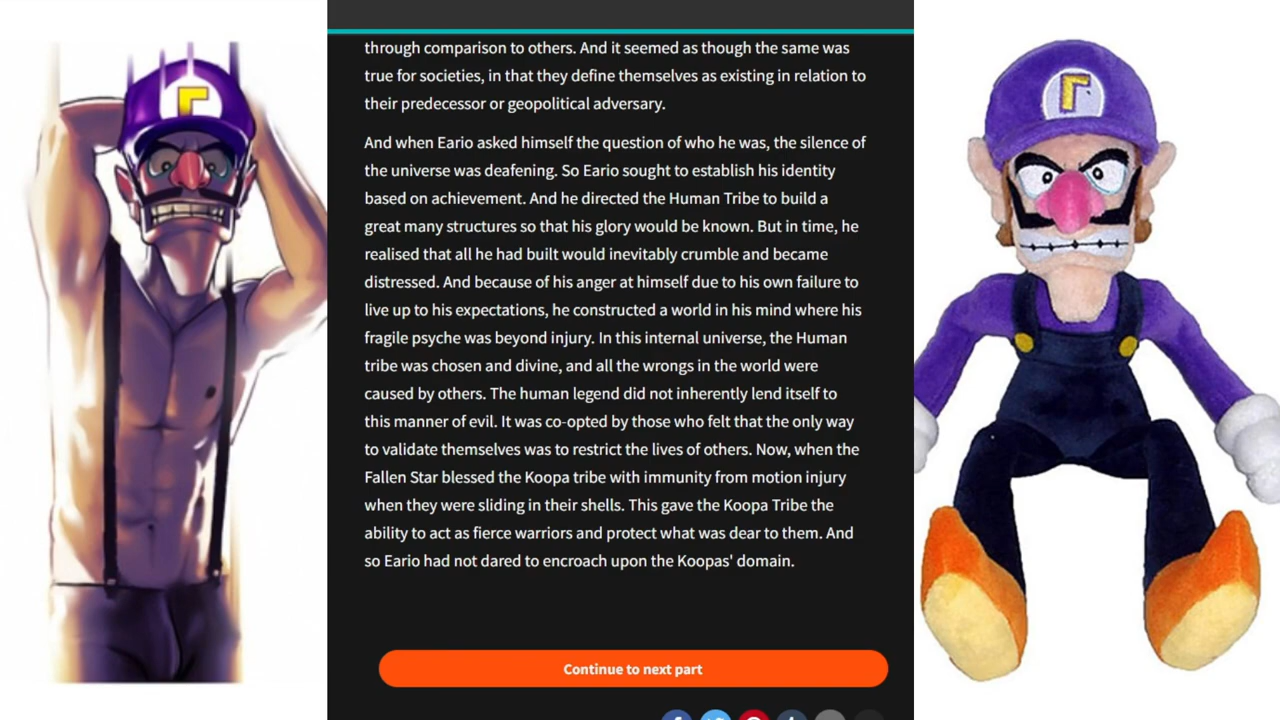 through comparison to others. And it seemed as though the same was
true for societies, in that they define themselves as existing in relation to
their predecessor or geopolitical adversary.
And when Eario asked himself the question of who he was, the silence of
the universe was deafening. So Eario sought to establish his identity
based on achievement. And he directed the Human Tribe to build a
great many structures so that his glory would be known. But in time, he
realised that all he had built would inevitably crumble and became
distressed. And because of his anger at himself due to his own failure to
live up to his expectations, he constructed a world in his mind where his
fragile psyche was beyond injury. In this internal universe, the Human
tribe was chosen and divine, and all the wrongs in the world were
caused by others. The human legend did not inherently lend itself to
this manner of evil. It was co-opted by those who felt that the only way
to validate themselves was to restrict the lives of others. Now, when the
Fallen Star blessed the Koopa tribe with immunity from motion injury
when they were sliding in their shells. This gave the Koopa Tribe the
ability to act as fierce warriors and protect what was dear to them. And
so Eario had not dared to encroach upon the Koopas' domain.
Continue to next part